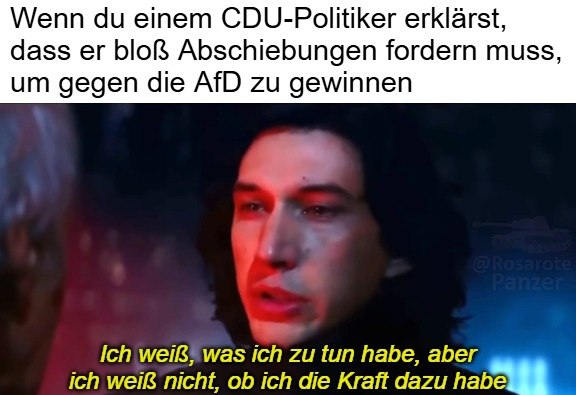 Wenn du einem CDU-Politiker erklärst,
dass er bloß Abschiebungen fordern muss,
um gegen die AfD zu gewinnen
@Rosarote
Panzer
Ich weiß, was ich zu tun habe, aber
ich weiß nicht, ob ich die Kraft dazu habe